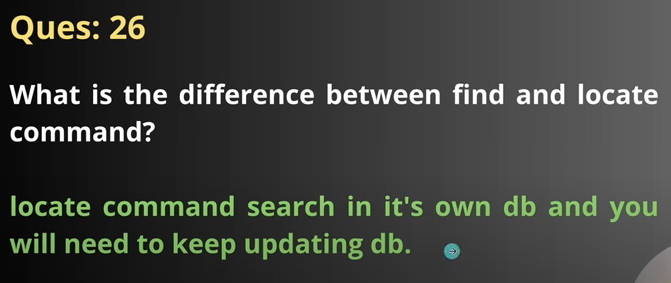 Ques: 26
What is the difference between find and locate
command?
locate command search in it's own db and you
will need to keep updating db.